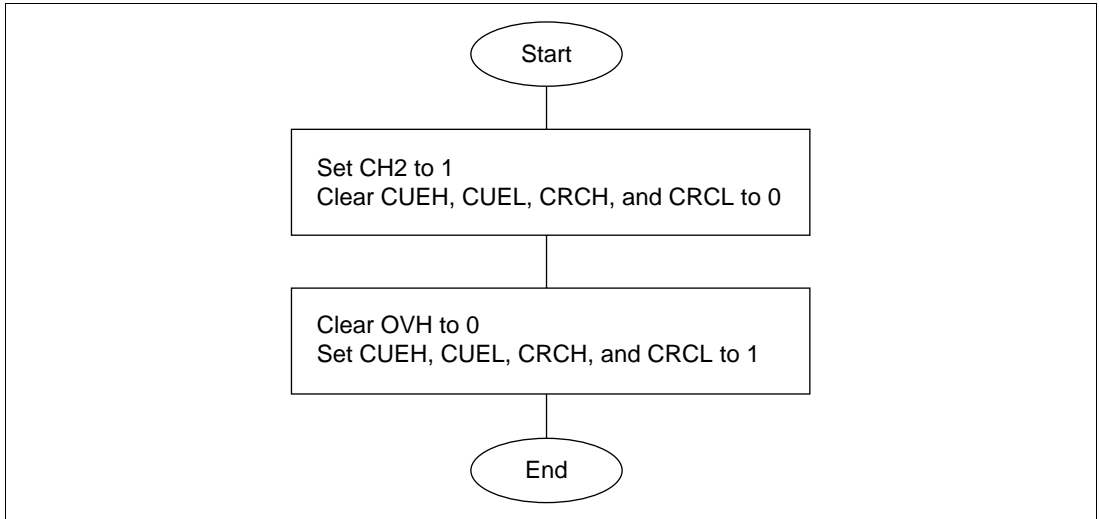 Start
Set CH2 to 1
Clear CUEH, CUEL, CRCH, and CRCL to 0
Clear OVH to 0
Set CUEH, CUEL, CRCH, and CRCL to 1
End